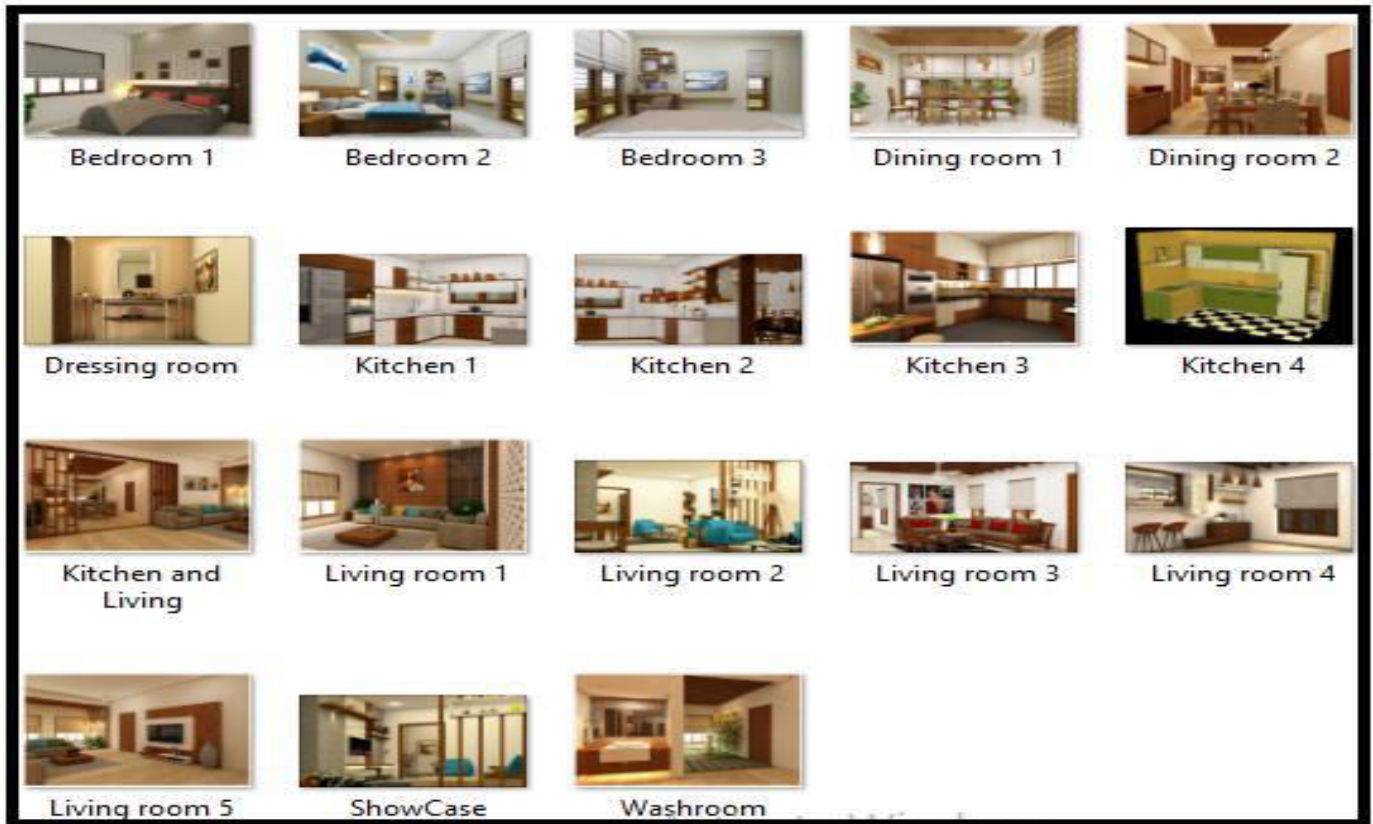 Bedroom 1
Bedroom 2
Bedroom 3
Dining room 1
Dining room 2
Dressing room
Kitchen 1
Kitchen 2
Kitchen 3
Kitchen 4
Kitchen and
Living
Living room 1
Living room 2
Living room 3
Living room 4
Living room 5
ShowCase
Washroom